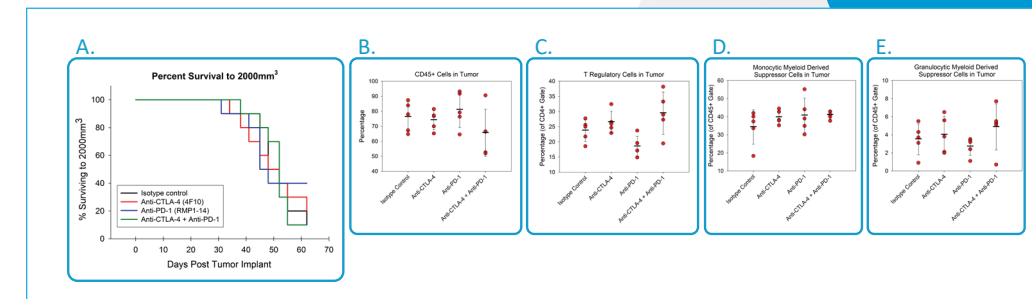 A.
Percent Survival to 2000mm³
% Surviving to 2000mm³
100
80
60
40
20
0
Isotype control
Anti-CTLA-4 (4F10)
Anti-PD-1 (RMP1-14)
Anti-CTLA-4 + Anti-PD-1
0 10 20 30 40 50 60 70
Days Post Tumor Implant
B.
CD45+ Cells in Tumor
Percentage
100
90
80
70
60
50
40
Isotype Control
Anti-CTLA-4
Anti-PD-1
Anti-CTLA-4 + Anti-PD-1
C.
T Regulatory Cells in Tumor
Percentage (of CD4+ Gate)
40
30
20
10
Isotype Control
Anti-CTLA-4
Anti-PD-1
Anti-CTLA-4 + Anti-PD-1
D.
Monocytic Myeloid Derived
Suppressor Cells in Tumor
Percentage (of CD45+ Gate)
60
50
40
30
20
10
Isotype Control
Anti-CTLA-4
Anti-PD-1
Anti-CTLA-4 + Anti-PD-1
E.
Granulocytic Myeloid Derived
Suppressor Cells in Tumor
Percentage (of CD45+ Gate)
10
8
6
4
2
0
Isotype Control
Anti-CTLA-4
Anti-PD-1
Anti-CTLA-4 + Anti-PD-1